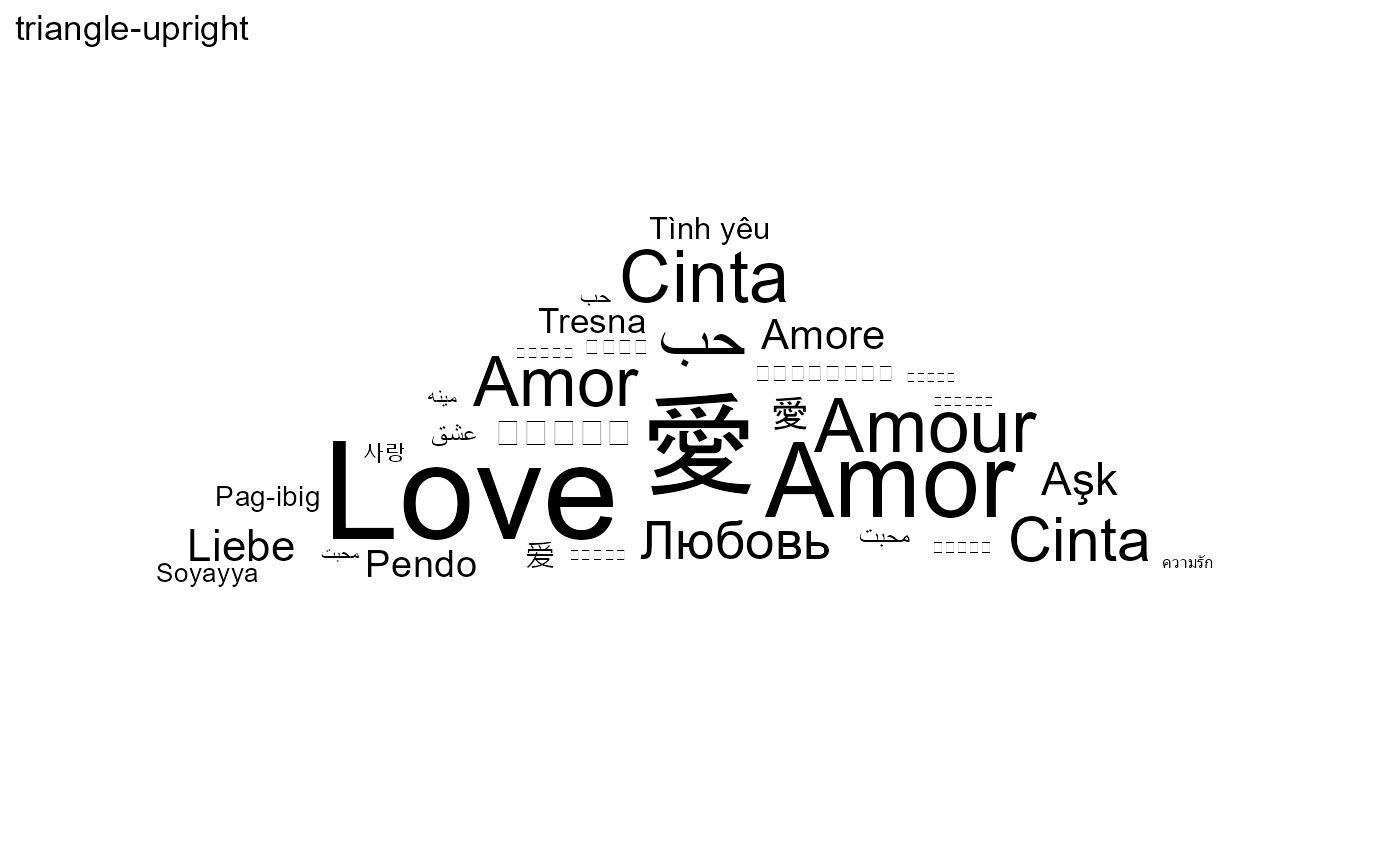 triangle-upright
Tình yêu
Cinta
حب
Tresna
حب
Amore
Amor
مينه
愛
愛
Amour
عشق
사랑
Love
Amor
Aşk
Pag-ibig
Liebe
محبت
Pendo
爱
Любовь
محبت
Cinta
ความรัก
Soyayya